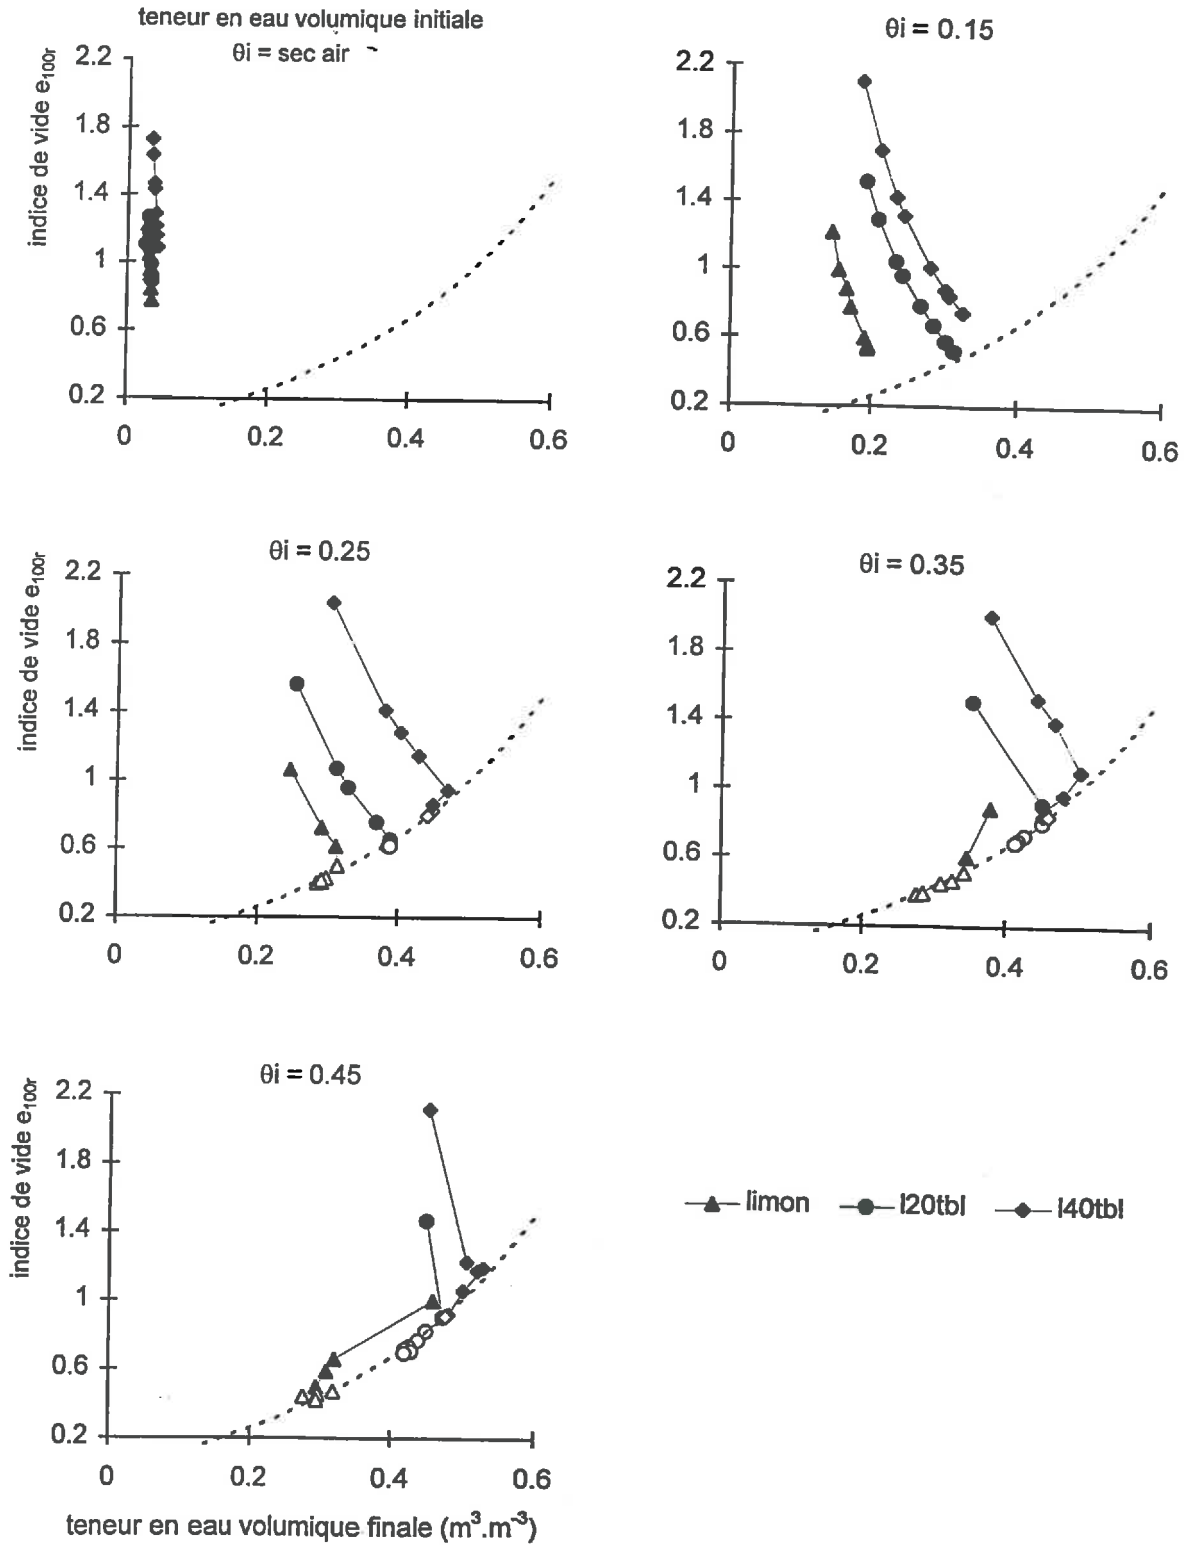 teneur en eau volumique initiale
θi = sec air
indice de vide e100r
2.2
1.8
1.4
1
0.6
0.2
0 0.2 0.4 0.6
θi = 0.15
2.2
1.8
1.4
1
0.6
0.2
0 0.2 0.4 0.6
θi = 0.25
indice de vide e100r
2.2
1.8
1.4
1
0.6
0.2
0 0.2 0.4 0.6
θi = 0.35
2.2
1.8
1.4
1
0.6
0.2
0 0.2 0.4 0.6
θi = 0.45
indice de vide e100r
2.2
1.8
1.4
1
0.6
0.2
0 0.2 0.4 0.6
teneur en eau volumique finale (m³.m⁻³)
limon l20tbl l40tbl